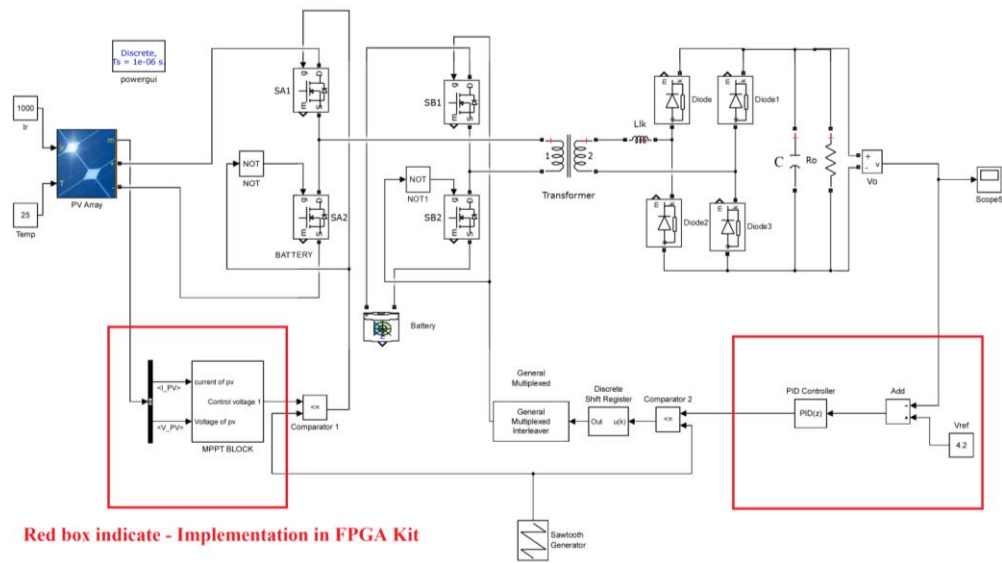 Discrete,
Ts = 1e-06 s.
powergui
1000
Ir
25
Temp
Ir
T
m
+
-
PV Array
SA1
g
D
m
S
NOT
NOT
SA2
g
D
m
S
BATTERY
SB1
g
D
m
S
NOT
NOT1
SB2
g
D
m
S
Battery
1
2
Transformer
Llk
m
k
a
Diode
m
k
a
Diode1
m
k
a
Diode2
m
k
a
Diode3
C
Ro
+
-
v
Vo
Scope5
<I_PV>
<V_PV>
current of pv
Control voltage 1
Voltage of pv
MPPT BLOCK
<=
Comparator 1
General
Multiplexed
General
Multiplexed
Interleaver
Discrete
Shift Register
Out
u(k)
Comparator 2
<=
PID Controller
PID(z)
Add
Vref
4.2
Sawtooth
Generator
Red box indicate - Implementation in FPGA Kit